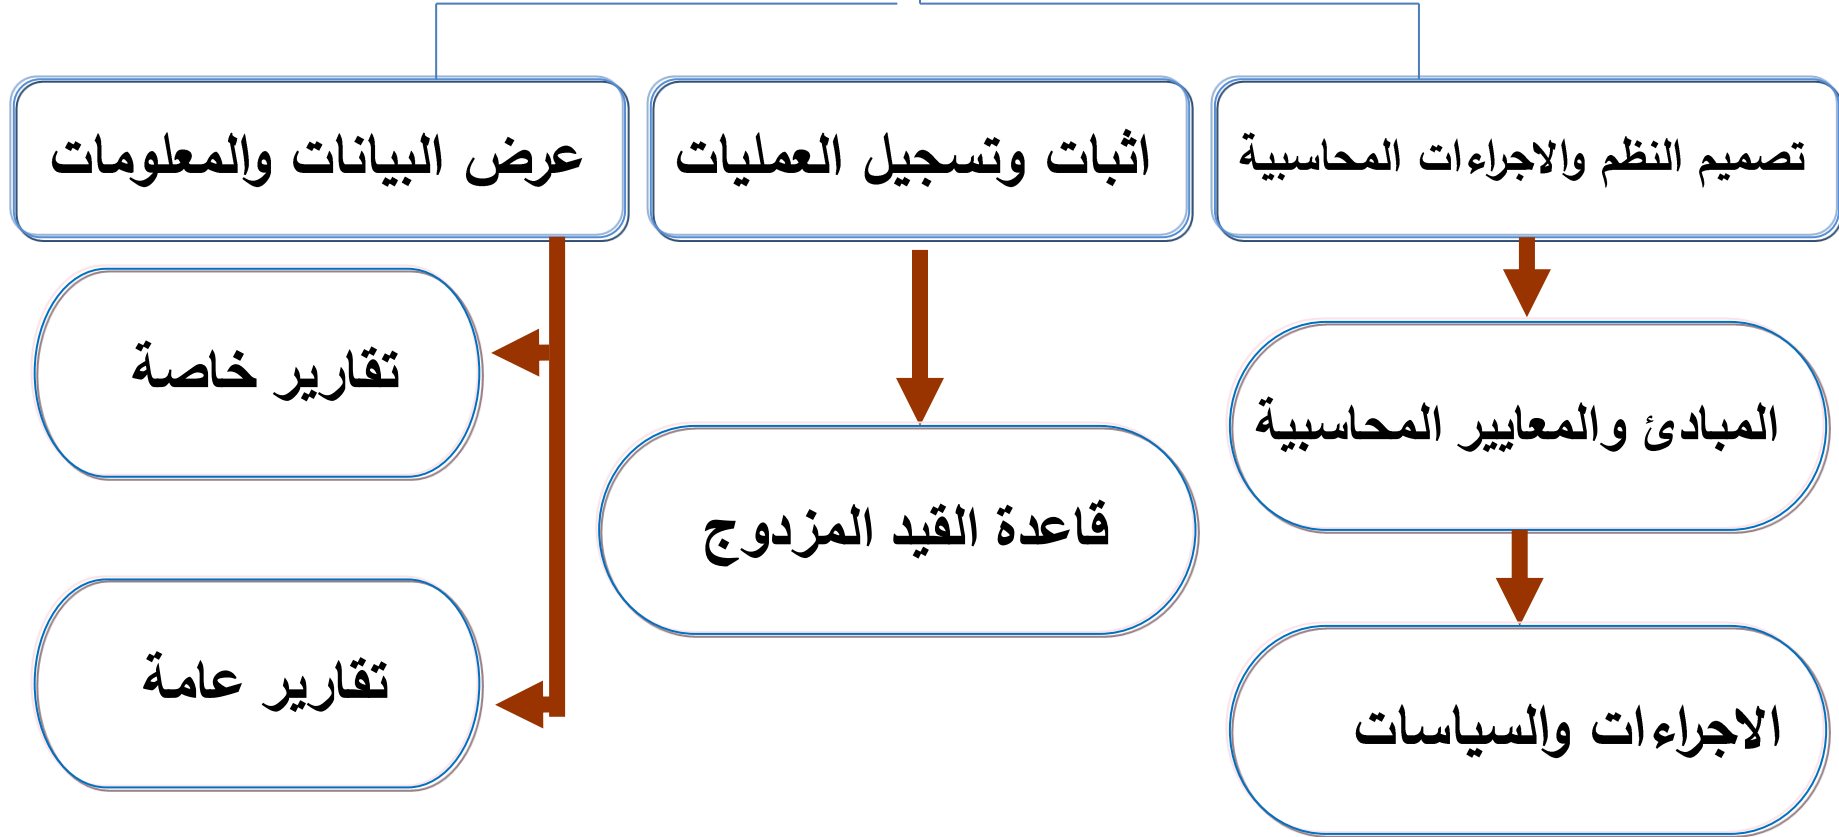 تصميم النظم والاجراءات المحاسبية
اثبات وتسجيل العمليات
عرض البيانات والمعلومات
المبادئ والمعايير المحاسبية
الاجراءات والسياسات
قاعدة القيد المزدوج
تقارير خاصة
تقارير عامة